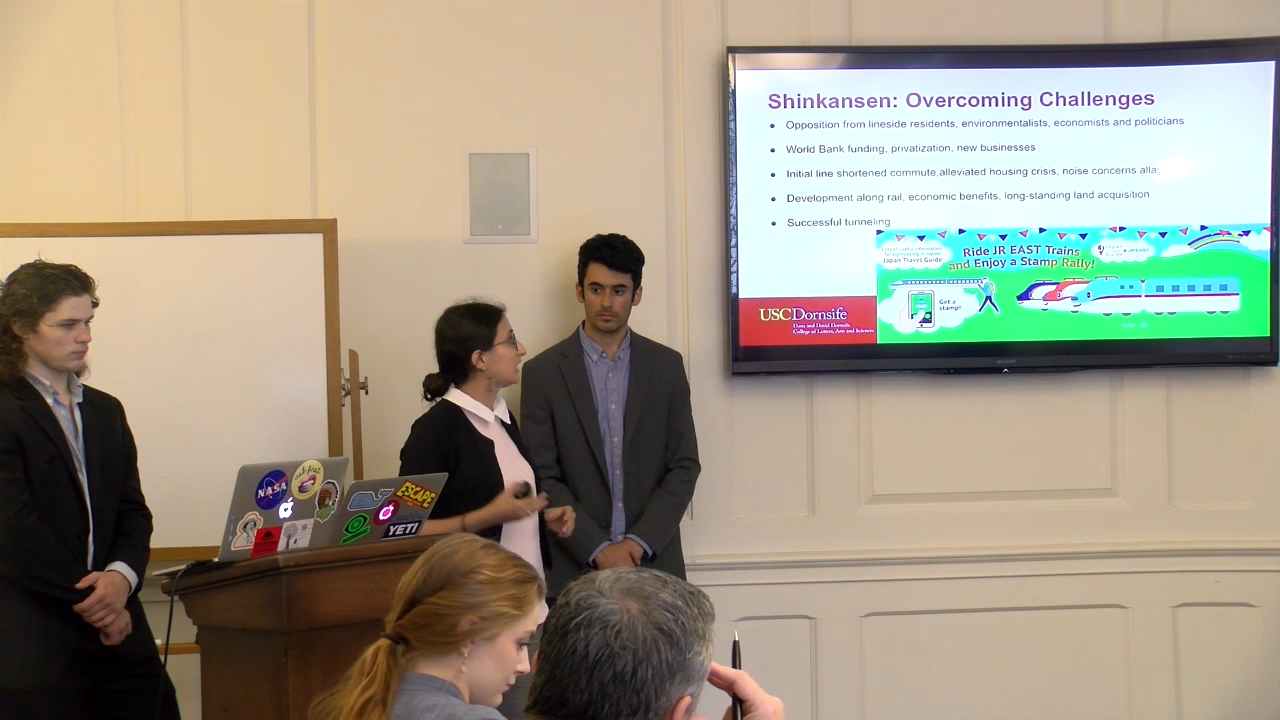 Shinkansen: Overcoming Challenges
Opposition from lineside residents, environmentalists, economists and politicians
World Bank funding, privatization, new businesses
Initial line shortened commute,alleviated housing crisis, noise concerns alla
Development along rail, economic benefits, long-standing land acquisition
Successful tunneling
Ride JR EAST Trains
and Enjoy a Stamp Rally!
Japan Travel Guide
Get a
stamp!
USCDornsife
Dana and David Dornsife
College of Letters, Arts and Sciences
NASA
ESCAPE
YETI